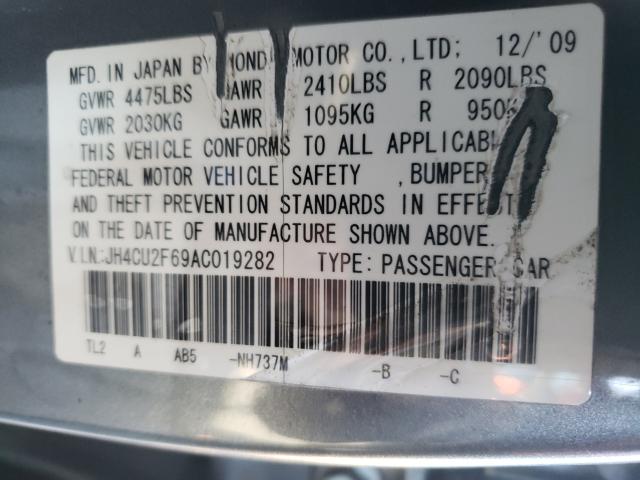 MFD. IN JAPAN BY HONDA MOTOR CO., LTD; 12/'09
GVWR 4475LBS GAWR F 2410LBS R 2090LBS
GVWR 2030KG GAWR F 1095KG R 950KG
THIS VEHICLE CONFORMS TO ALL APPLICABLE
FEDERAL MOTOR VEHICLE SAFETY , BUMPER
AND THEFT PREVENTION STANDARDS IN EFFECT
ON THE DATE OF MANUFACTURE SHOWN ABOVE.
V.I.N.:JH4CU2F69AC019282 TYPE: PASSENGER CAR
TL2 A AB5 -NH737M -B -C